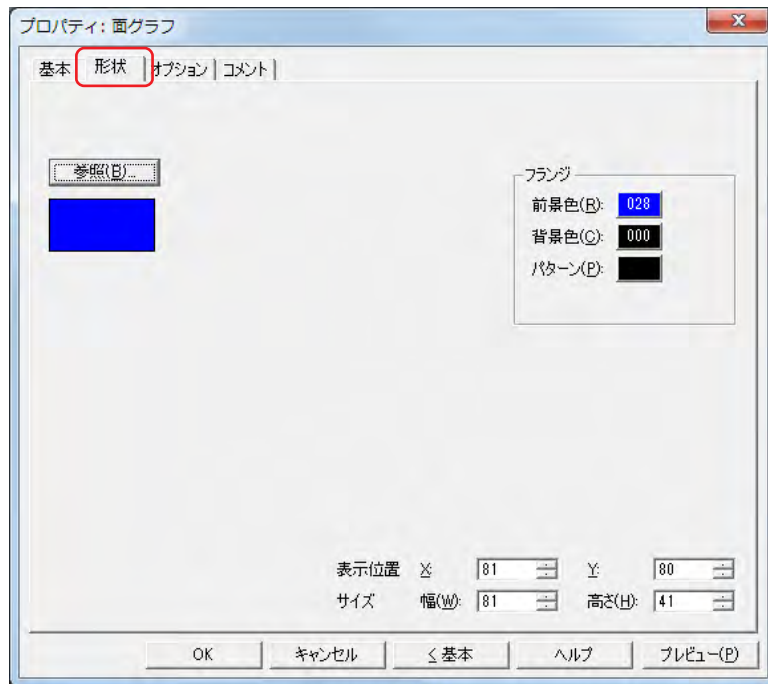 プロパティ: 面グラフ
基本 形状 オプション コメント
参照(B)...
フランジ
前景色(R): 028
背景色(C): 000
パターン(P):
表示位置 X: 81 Y: 80
サイズ 幅(W): 81 高さ(H): 41
OK キャンセル < 基本 ヘルプ プレビュー(P)